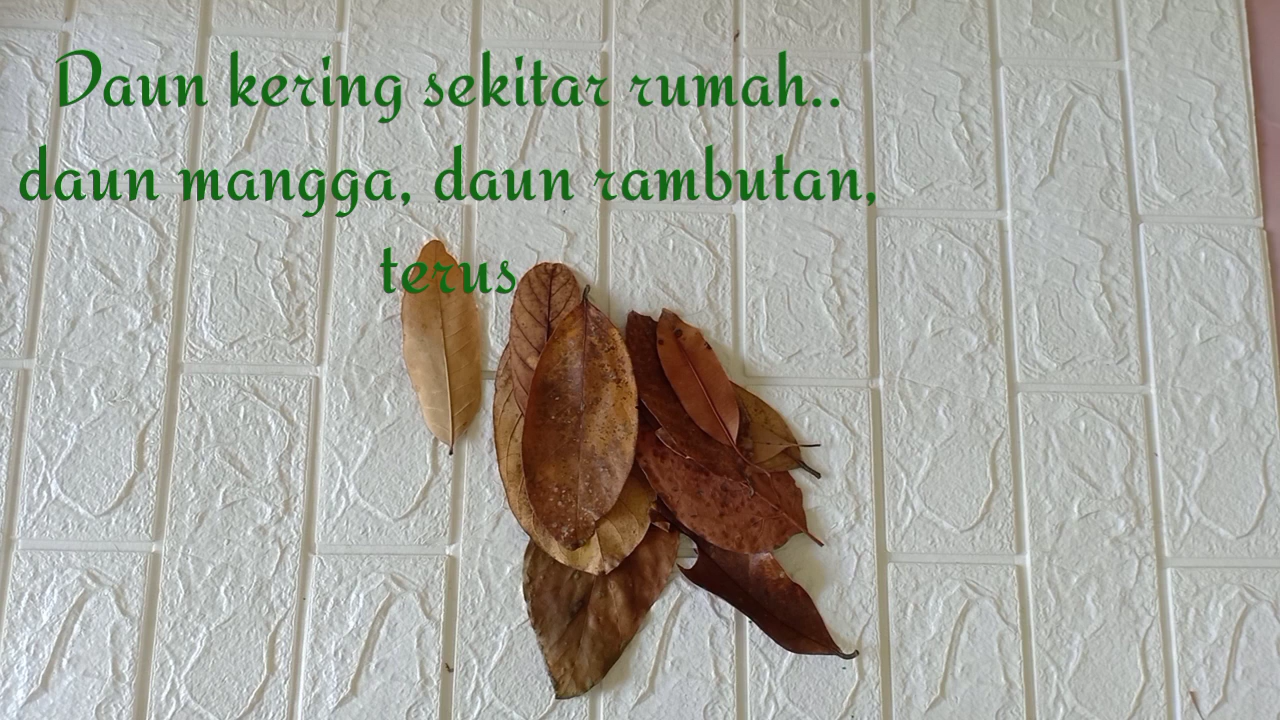 Daun kering sekitar rumah..
daun mangga, daun rambutan,
terus